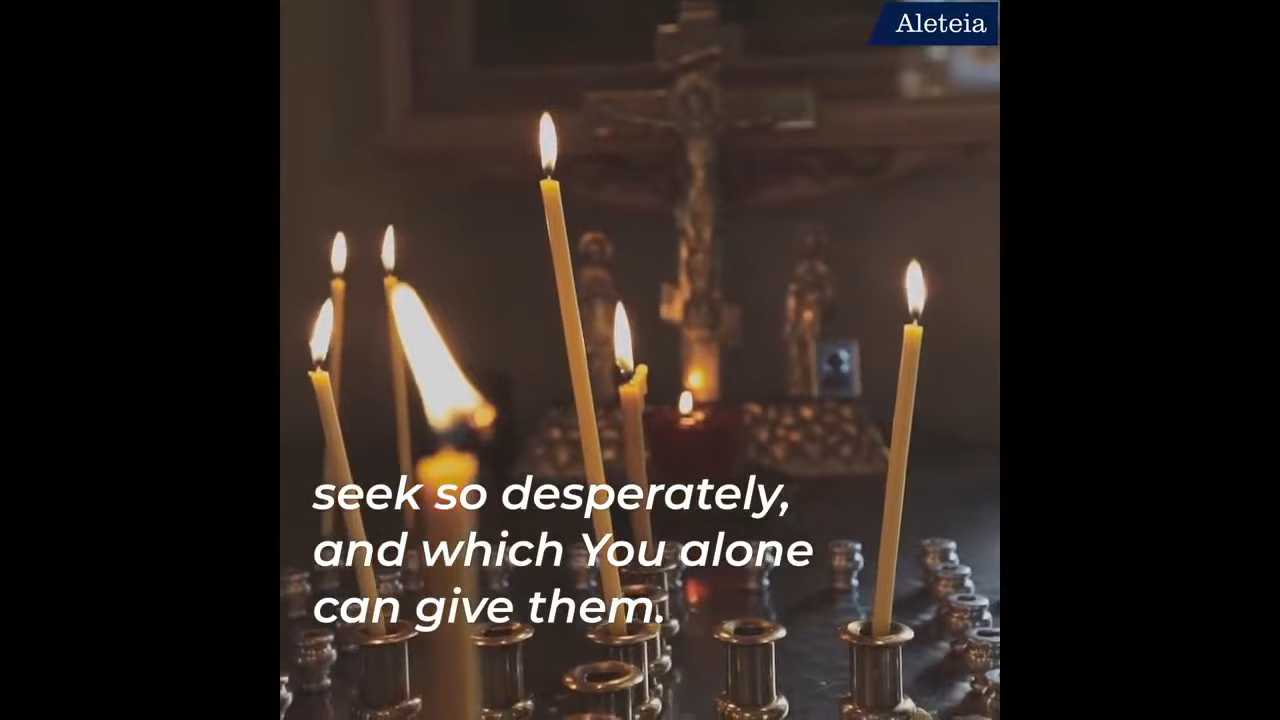 Aleteia
seek so desperately,
and which You alone
can give them.